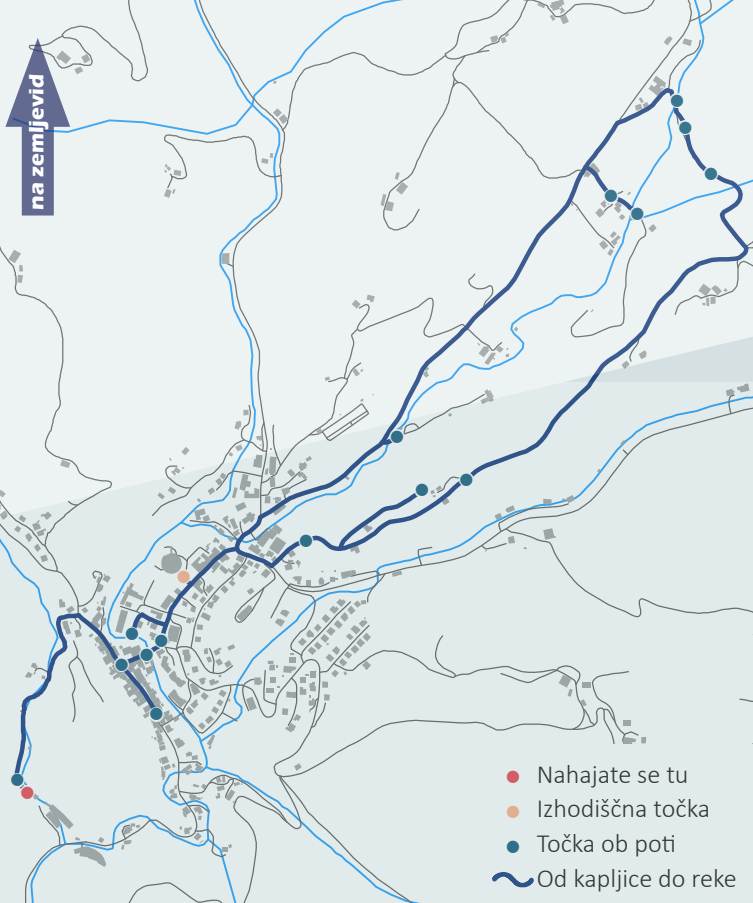 na zemljevid
Nahajate se tu
Izhodiščna točka
Točka ob poti
Od kapljice do reke